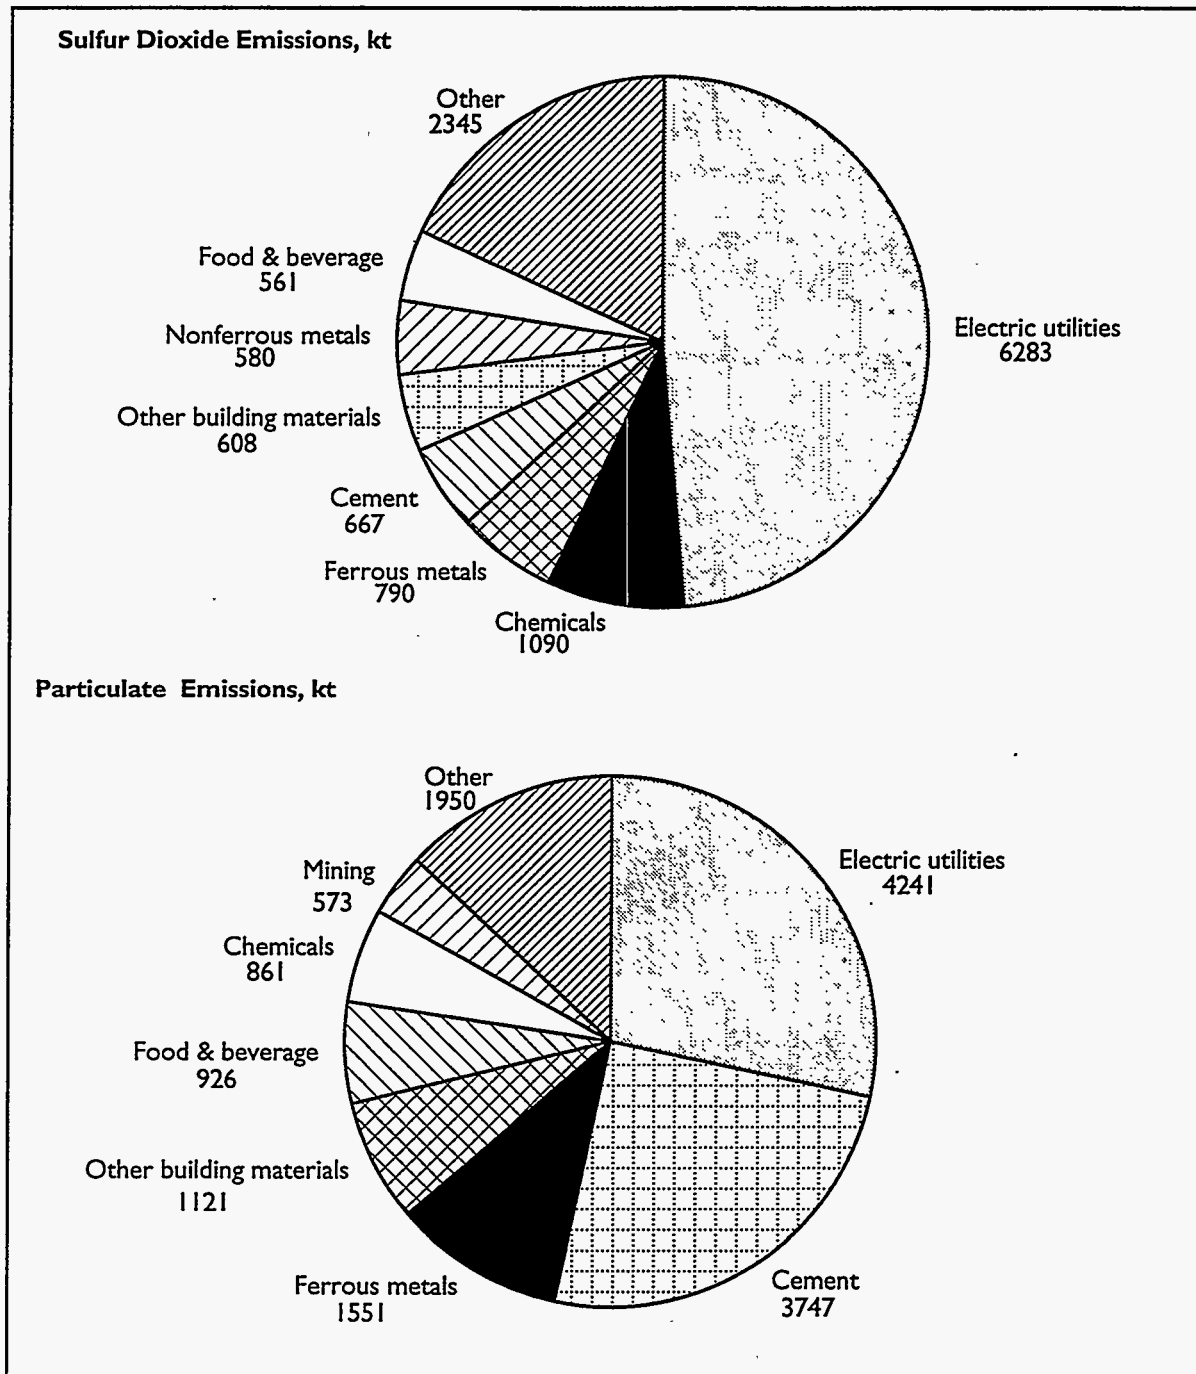 Sulfur Dioxide Emissions, kt
Other
2345
Food & beverage
561
Nonferrous metals
580
Electric utilities
6283
Other building materials
608
Cement
667
Ferrous metals
790
Chemicals
1090
Particulate Emissions, kt
Other
1950
Electric utilities
4241
Mining
573
Chemicals
861
Food & beverage
926
Other building materials
1121
Ferrous metals
1551
Cement
3747